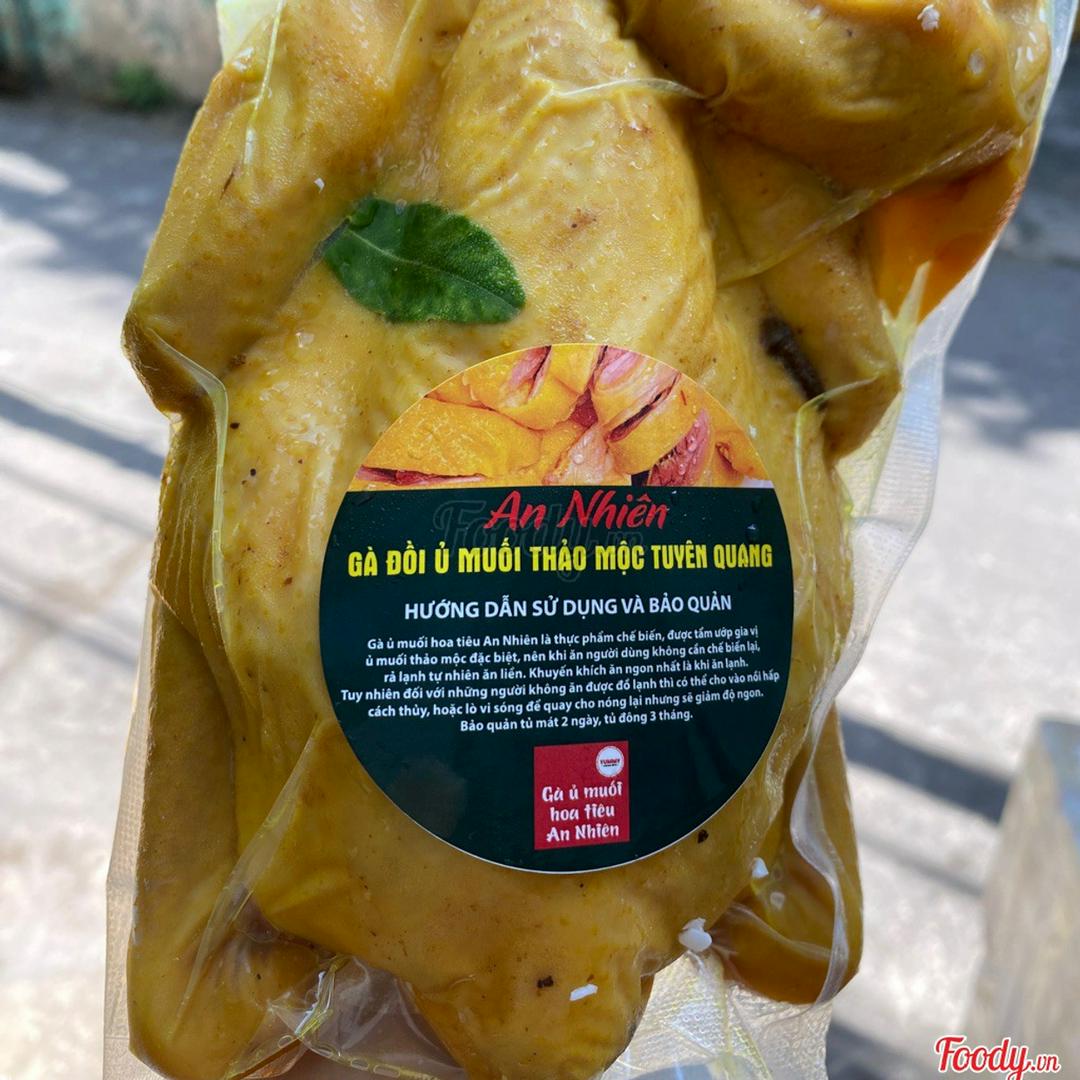 An Nhiên
GÀ ĐỒI Ủ MUỐI THẢO MỘC TUYÊN QUANG
HƯỚNG DẪN SỬ DỤNG VÀ BẢO QUẢN
Gà ủ muối hoa tiêu An Nhiên là thực phẩm chế biến, được tẩm ướp gia vị
ủ muối thảo mộc đặc biệt, nên khi ăn người dùng không cần chế biến lại,
rả lạnh tự nhiên ăn liền. Khuyến khích ăn ngon nhất là khi ăn lạnh.
Tuy nhiên đối với những người không ăn được đồ lạnh thì có thể cho vào nồi hấp
cách thủy, hoặc lò vi sóng để quay cho nóng lại nhưng sẽ giảm độ ngon.
Bảo quản tủ mát 2 ngày, tủ đông 3 tháng.
YUMMY
Gà ủ muối
hoa tiêu
An Nhiên
Foody.vn
Foody.vn